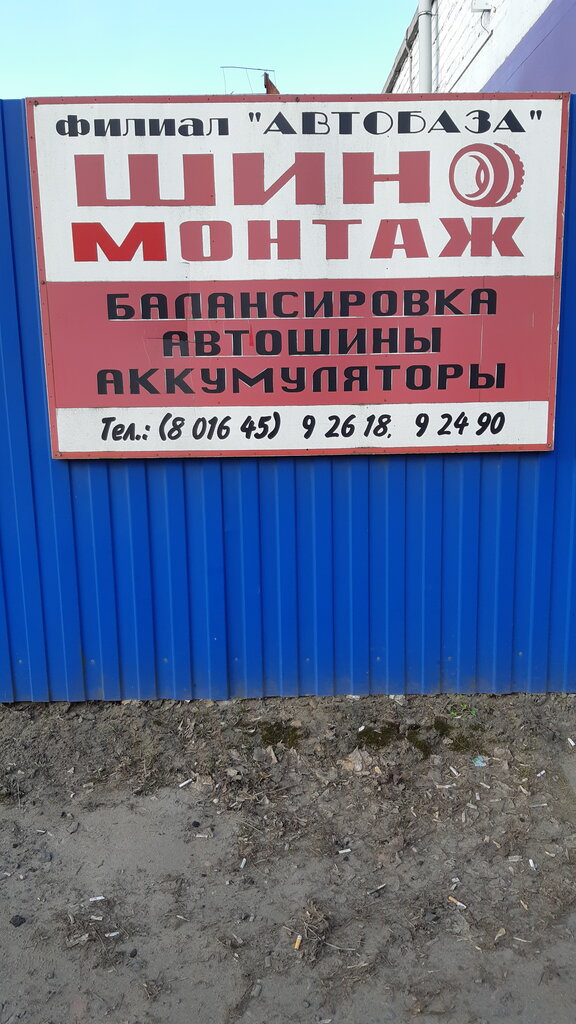 филиал "АВТОБАЗА"
ШИНО
МОНТАЖ
БАЛАНСИРОВКА
АВТОШИНЫ
АККУМУЛЯТОРЫ
Тел.: (8 016 45) 9 26 18, 9 24 90